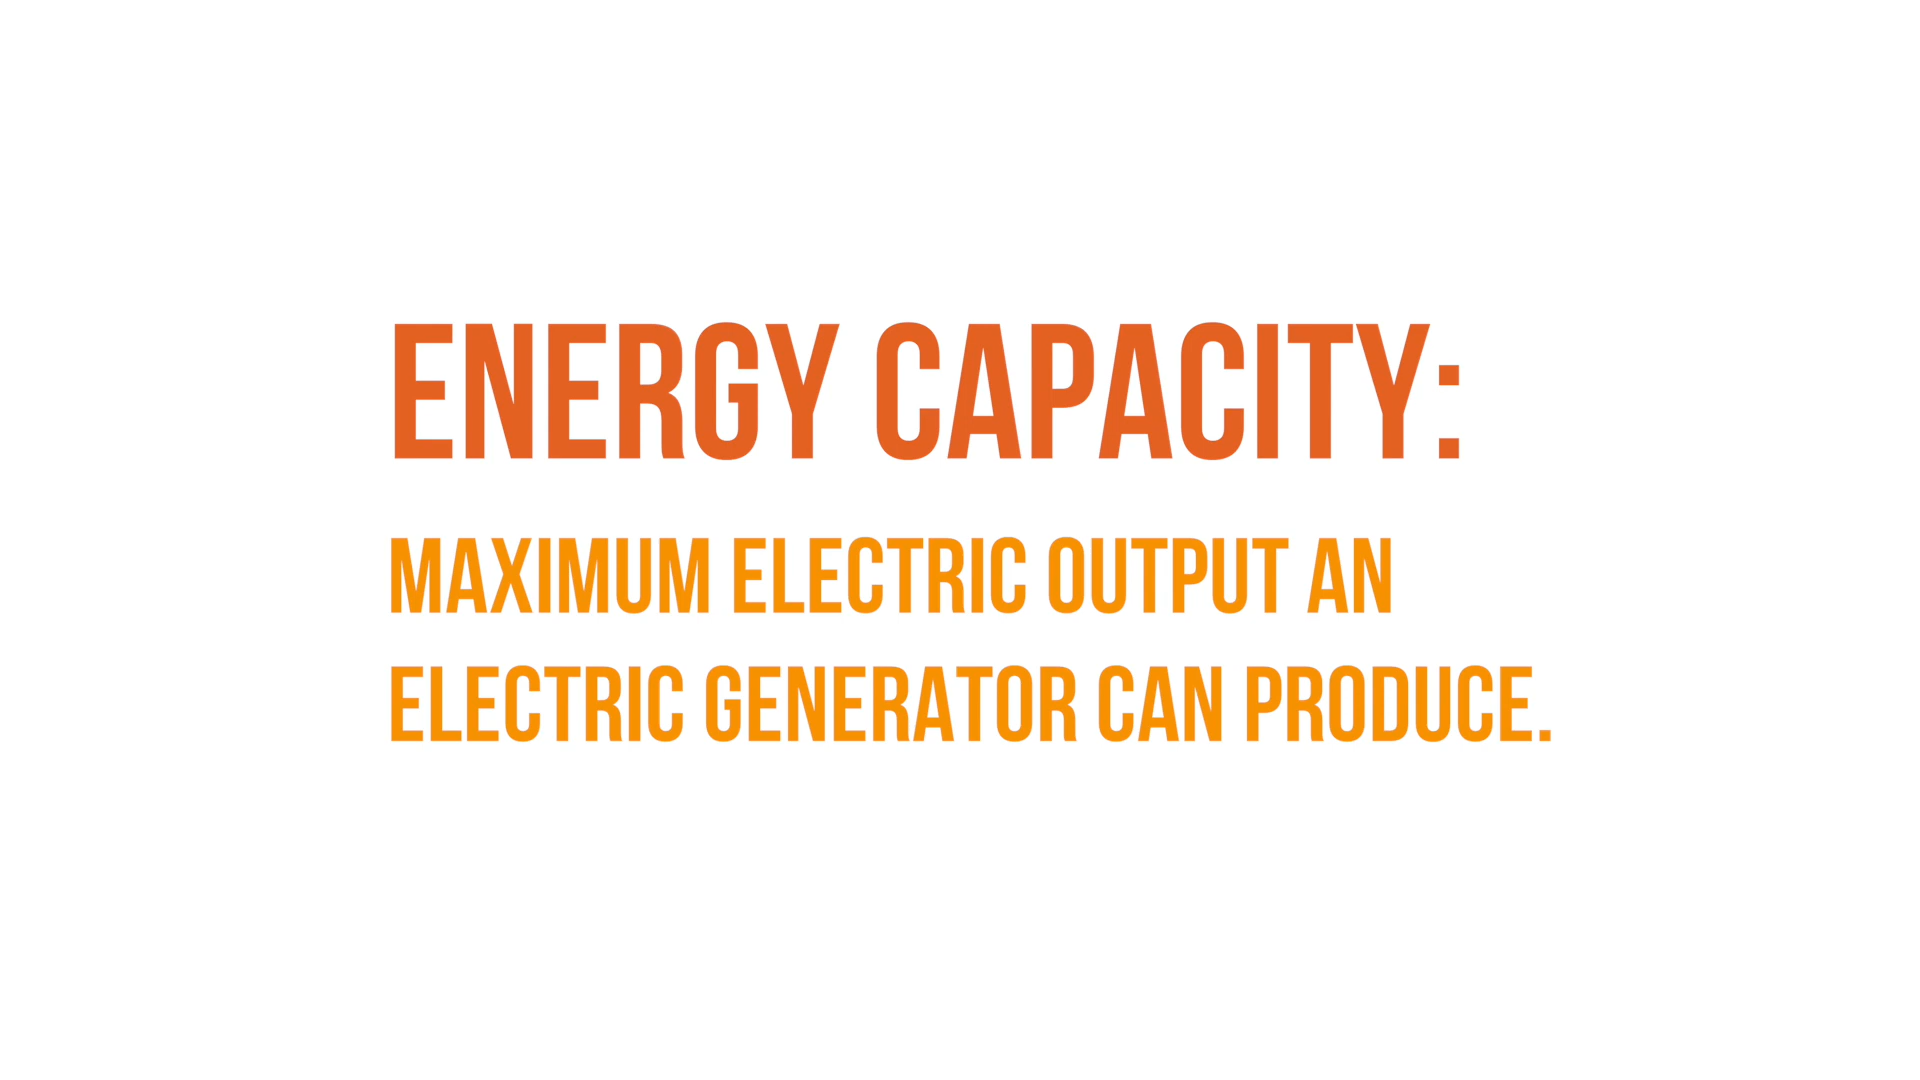 ENERGY CAPACITY:
MAXIMUM ELECTRIC OUTPUT AN
ELECTRIC GENERATOR CAN PRODUCE.